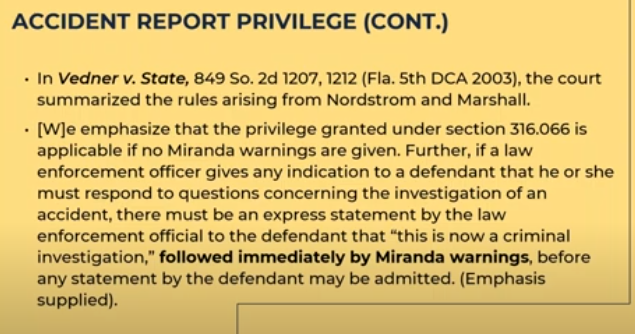 ACCIDENT REPORT PRIVILEGE (CONT.)
• In Vedner v. State, 849 So. 2d 1207, 1212 (Fla. 5th DCA 2003), the court
summarized the rules arising from Nordstrom and Marshall.
• [W]e emphasize that the privilege granted under section 316.066 is
applicable if no Miranda warnings are given. Further, if a law
enforcement officer gives any indication to a defendant that he or she
must respond to questions concerning the investigation of an
accident, there must be an express statement by the law
enforcement official to the defendant that “this is now a criminal
investigation,” followed immediately by Miranda warnings, before
any statement by the defendant may be admitted. (Emphasis
supplied).